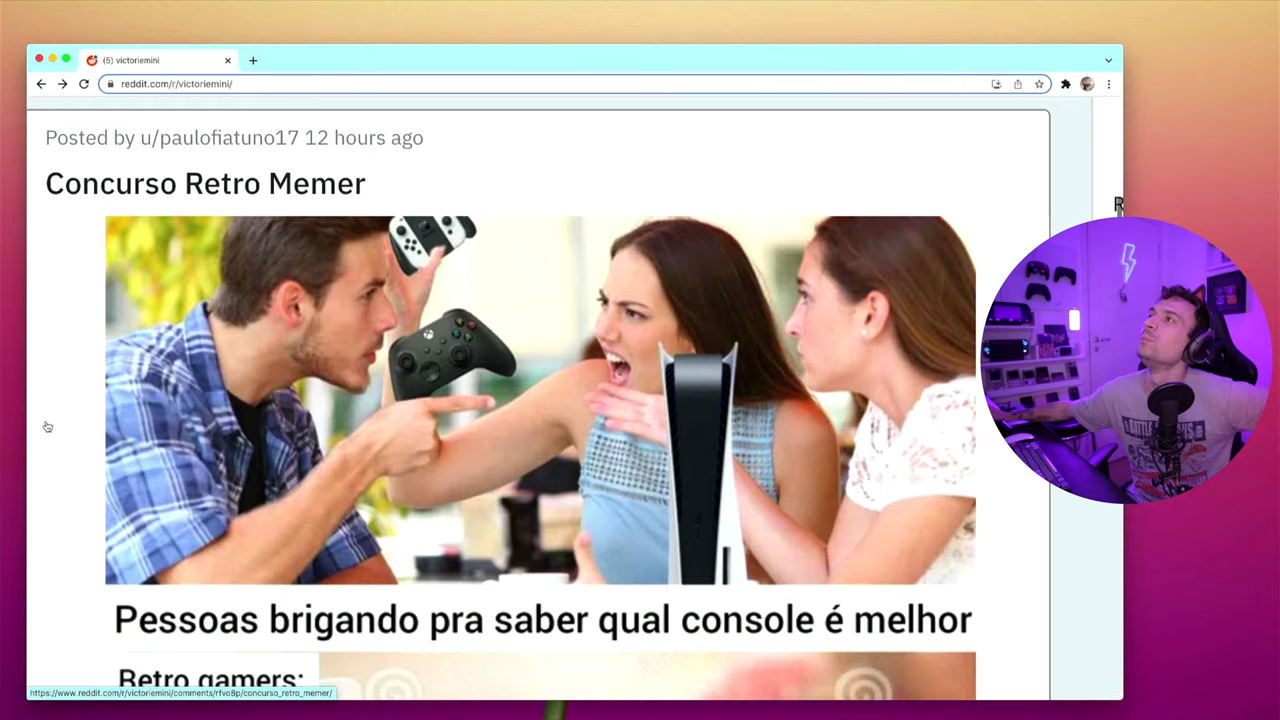 (5) victoriemini
reddit.com/r/victoriemini/
Posted by u/paulofiatuno17 12 hours ago
Concurso Retro Memer
R
Pessoas brigando pra saber qual console é melhor
Retro gamers:
https://www.reddit.com/r/victoriemini/comments/rfvo8p/concurso_retro_memer/